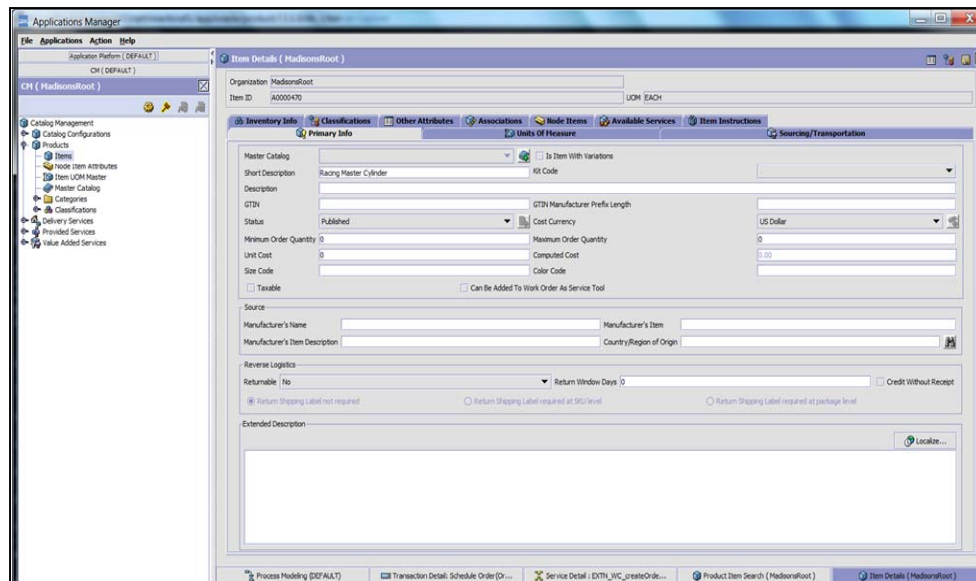 Applications Manager
File Applications Action Help
Application Platform ( DEFAULT )
CM ( DEFAULT )
CM ( MadisonsRoot )
Catalog Management
Catalog Configurations
Products
Items
Node Item Attributes
Item UOM Master
Master Catalog
Categories
Classifications
Delivery Services
Provided Services
Value Added Services
Item Details ( MadisonsRoot )
Organization MadisonsRoot
Item ID A0000470 UOM EACH
Inventory Info Classifications Other Attributes Associations Node Items Available Services Item Instructions
Primary Info Units Of Measure Sourcing/Transportation
Master Catalog Is Item With Variations
Short Description Racing Master Cylinder Kit Code
Description
GTIN GTIN Manufacturer Prefix Length
Status Published Cost Currency US Dollar
Minimum Order Quantity 0 Maximum Order Quantity 0
Unit Cost 0 Computed Cost 0.00
Size Code Color Code
Taxable Can Be Added To Work Order As Service Tool
Source
Manufacturer's Name Manufacturer's Item
Manufacturer's Item Description Country/Region of Origin
Reverse Logistics
Returnable No Return Window Days 0 Credit Without Receipt
Return Shipping Label not required Return Shipping Label required at SKU level Return Shipping Label required at package level
Extended Description
Localize...
Process Modeling (DEFAULT) Transaction Detail: Schedule Order(Or... Service Detail : EXTN_WC_createOrde... Product Item Search ( MadisonsRoot ) Item Details ( MadisonsRoot )